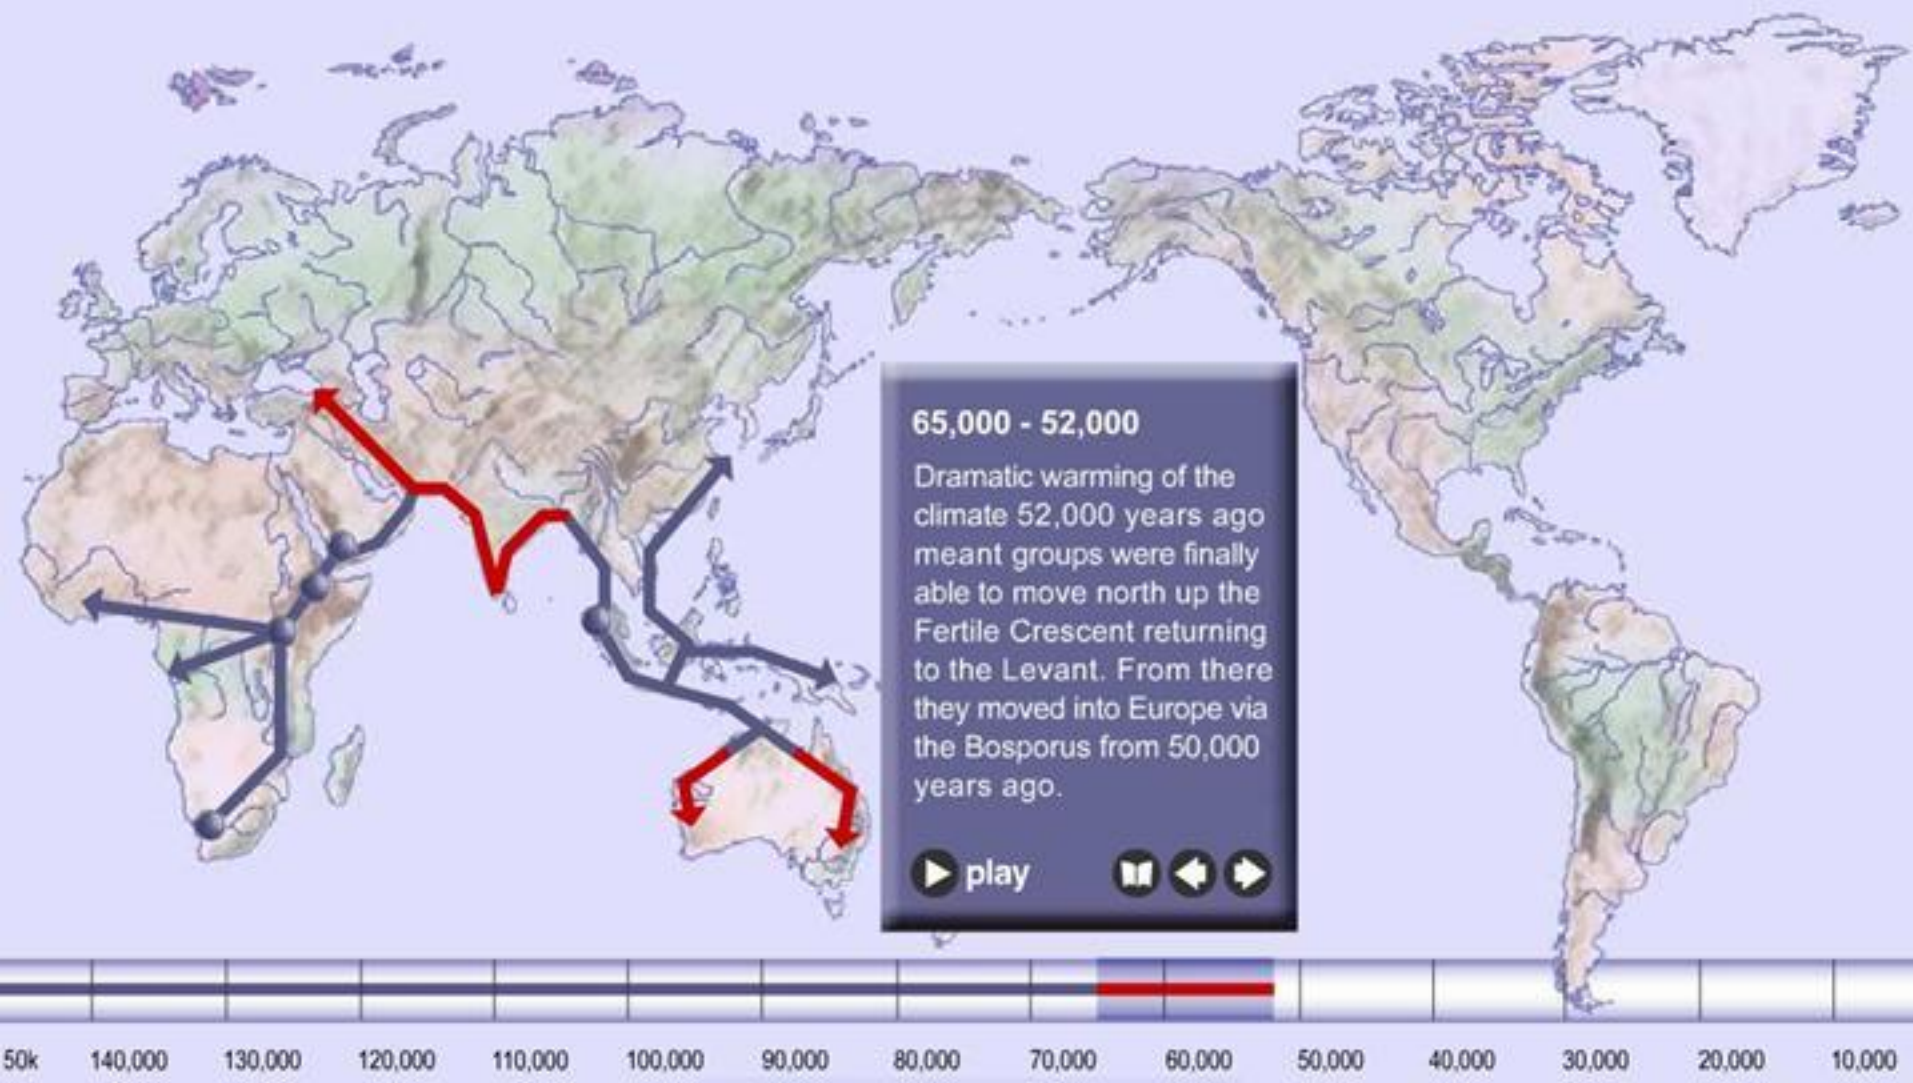 65,000 - 52,000
Dramatic warming of the
climate 52,000 years ago
meant groups were finally
able to move north up the
Fertile Crescent returning
to the Levant. From there
they moved into Europe via
the Bosporus from 50,000
years ago.
play
50k 140,000 130,000 120,000 110,000 100,000 90,000 80,000 70,000 60,000 50,000 40,000 30,000 20,000 10,000